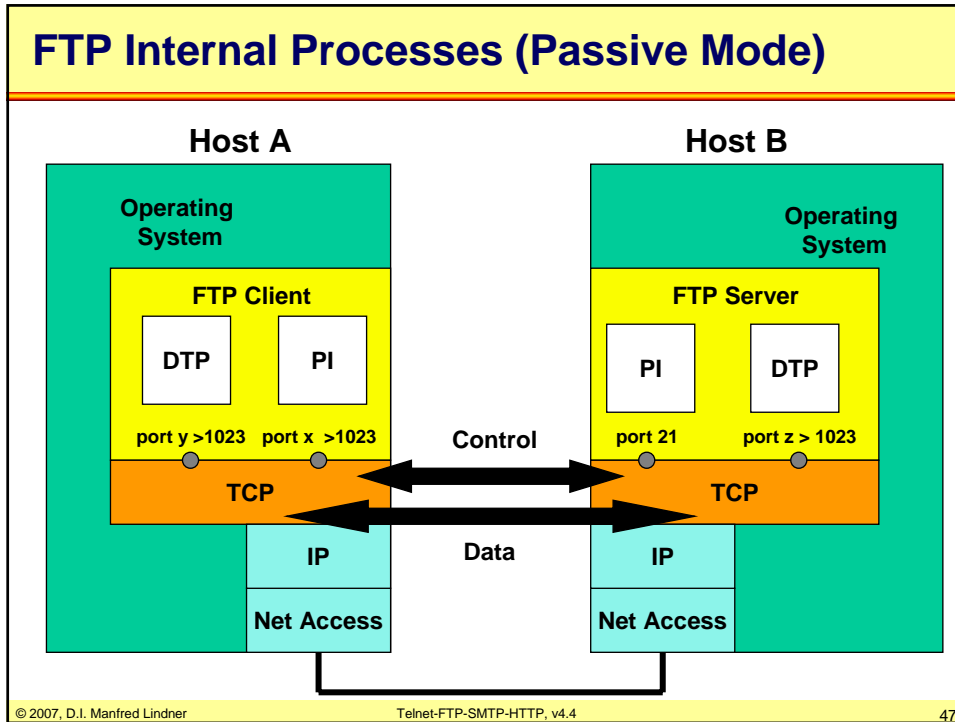 FTP Internal Processes (Passive Mode)
Host A
Host B
Operating
System
Operating
System
FTP Client
FTP Server
DTP
PI
PI
DTP
port y >1023
port x >1023
Control
port 21
port z > 1023
TCP
TCP
IP
Data
IP
Net Access
Net Access
© 2007, D.I. Manfred Lindner
Telnet-FTP-SMTP-HTTP, v4.4
47